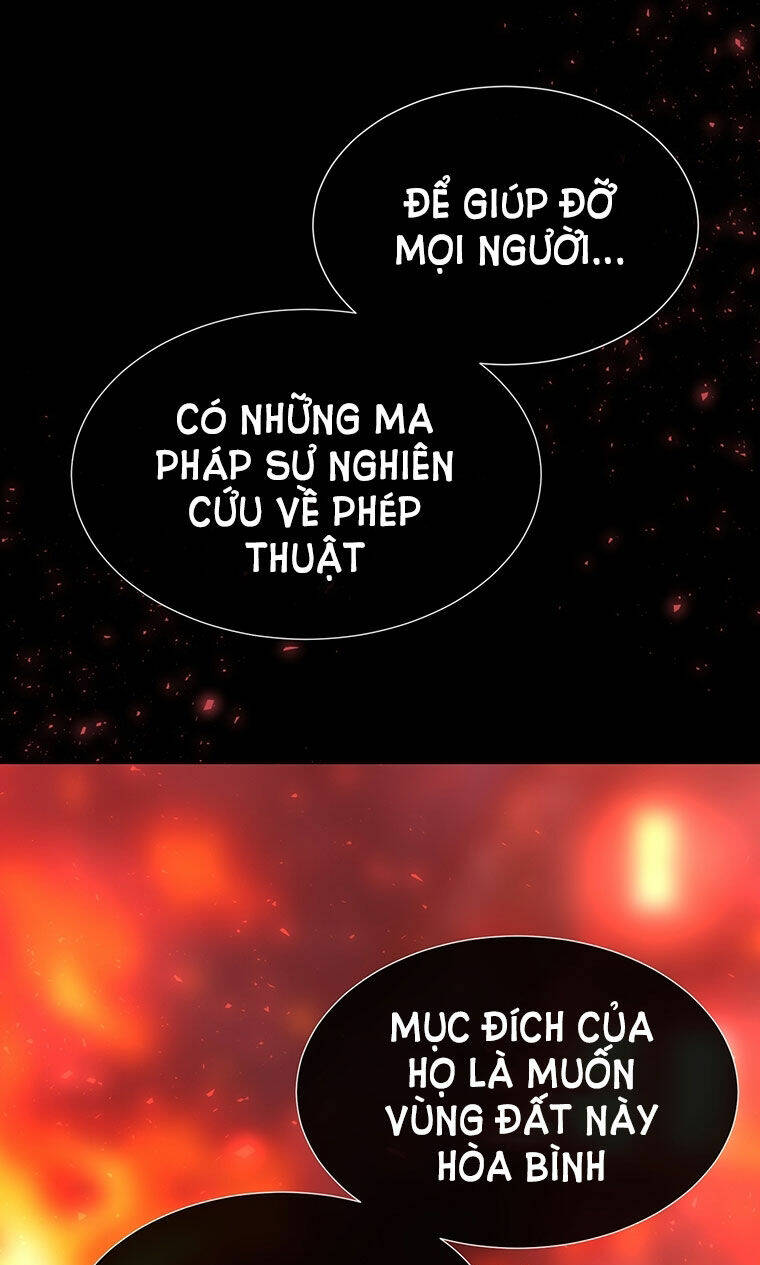 ĐỂ GIÚP ĐỠ
MỌI NGƯỜI...
CÓ NHỮNG MA
PHÁP SƯ NGHIÊN
CỨU VỀ PHÉP
THUẬT
MỤC ĐÍCH CỦA
HỌ LÀ MUỐN
VÙNG ĐẤT NÀY
HÒA BÌNH